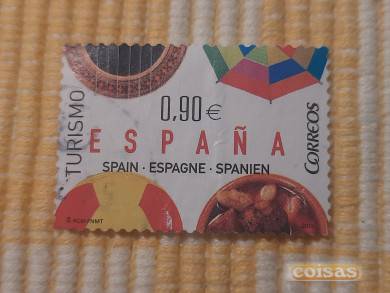 TURISMO
0,90€
ESPAÑA
SPAIN · ESPAGNE · SPANIEN
CORREOS
coisas